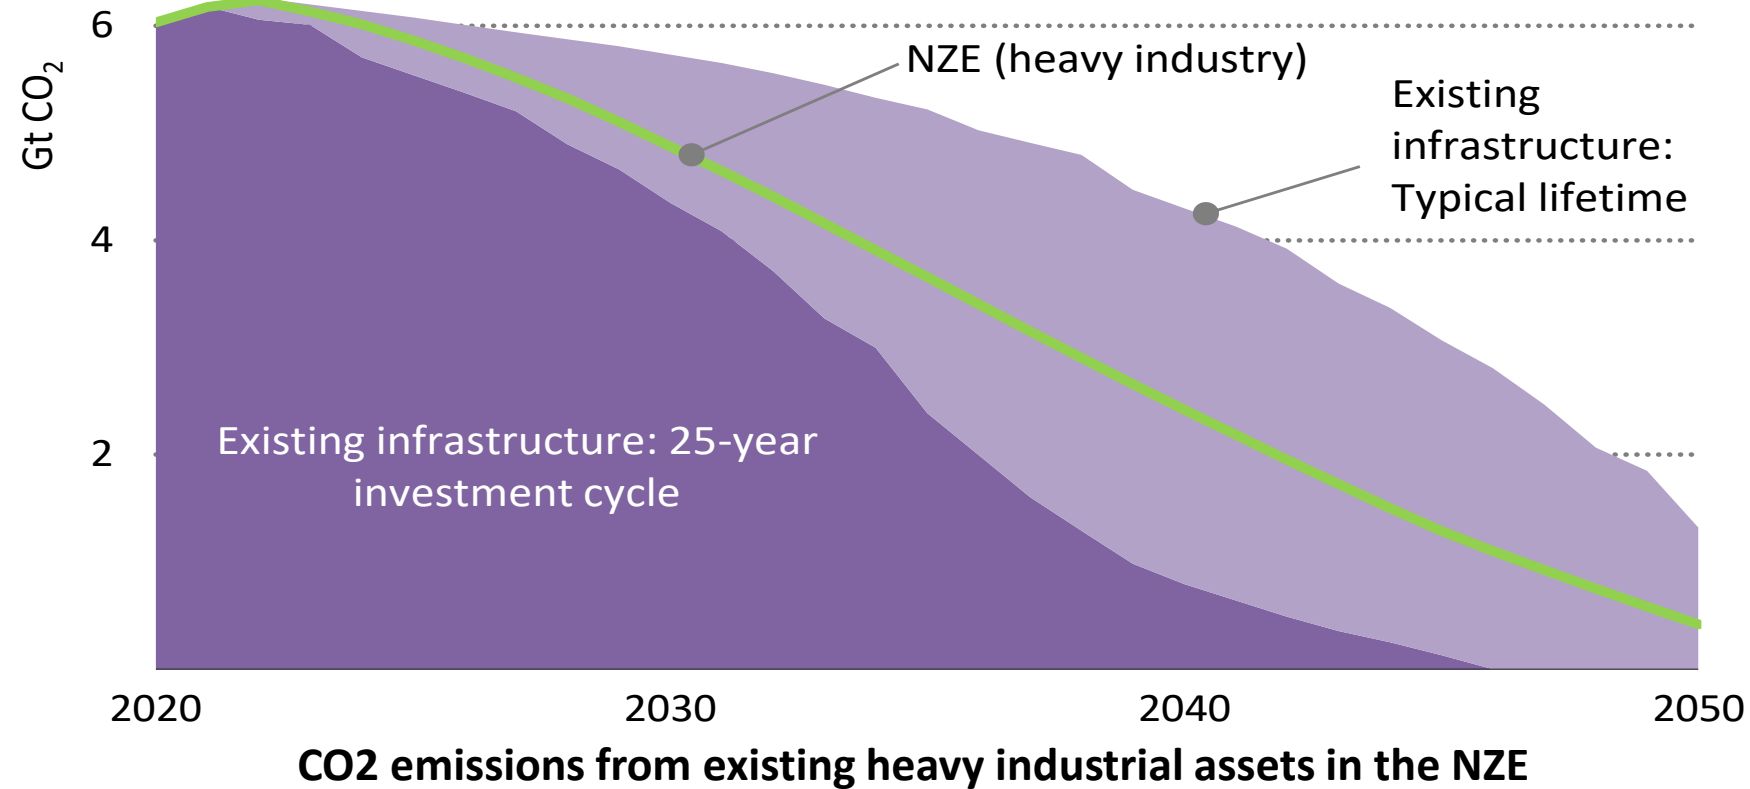 6
NZE (heavy industry)
Existing
infrastructure:
Typical lifetime
Gt CO₂
4
2
Existing infrastructure: 25-year
investment cycle
2020 2030 2040 2050
CO2 emissions from existing heavy industrial assets in the NZE